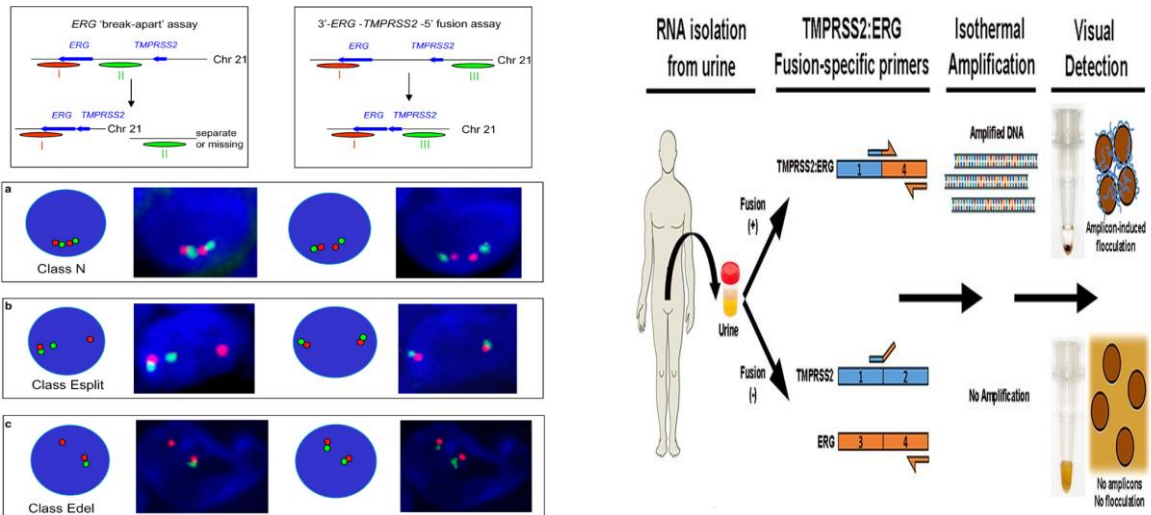 ERG 'break-apart' assay
ERG
TMPRSS2
Chr 21
I
II
ERG
TMPRSS2
Chr 21
I
separate
or missing
II
3'-ERG -TMPRSS2 -5' fusion assay
ERG
TMPRSS2
Chr 21
I
III
ERG
TMPRSS2
Chr 21
I
III
a
Class N
b
Class Esplit
c
Class Edel
RNA isolation
from urine
TMPRSS2:ERG
Fusion-specific primers
Isothermal
Amplification
Visual
Detection
Urine
Fusion
(+)
Fusion
(-)
TMPRSS2:ERG
1 4
TMPRSS2
1 2
ERG
3 4
Amplified DNA
No Amplification
Amplicon-induced
flocculation
No amplicons
No flocculation